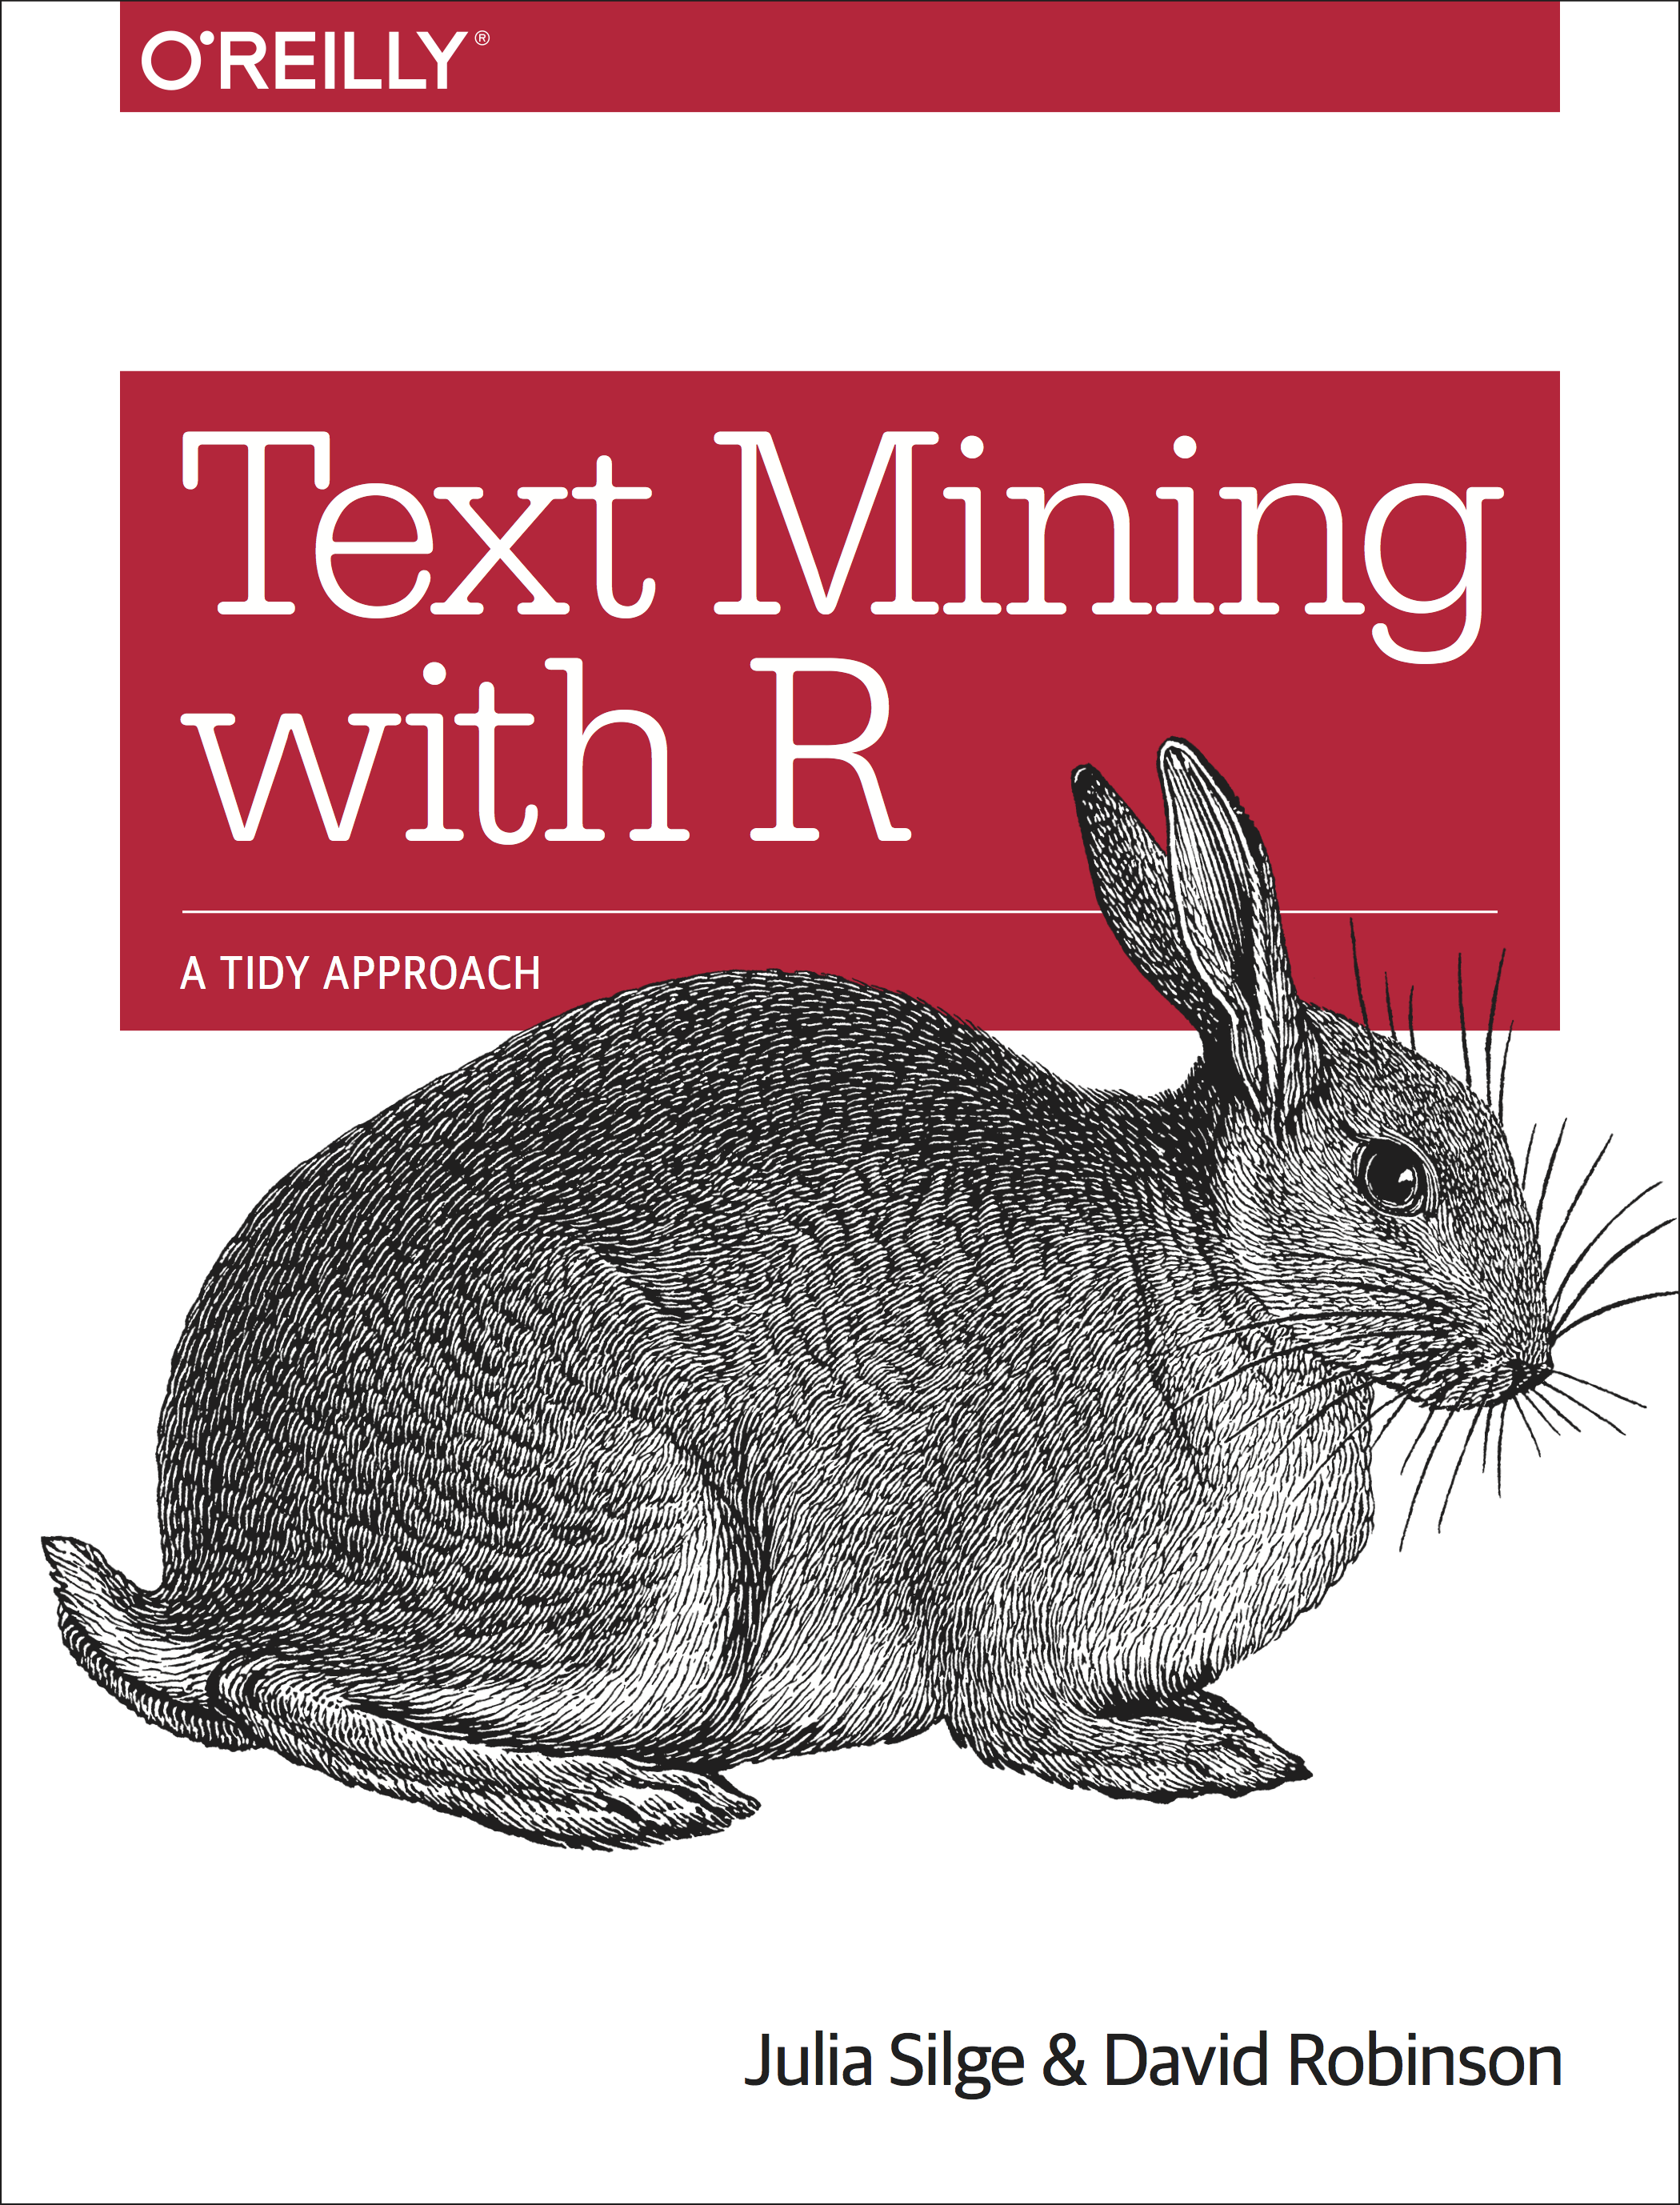 O'REILLY®
Text Mining
with R
A TIDY APPROACH
Julia Silge & David Robinson